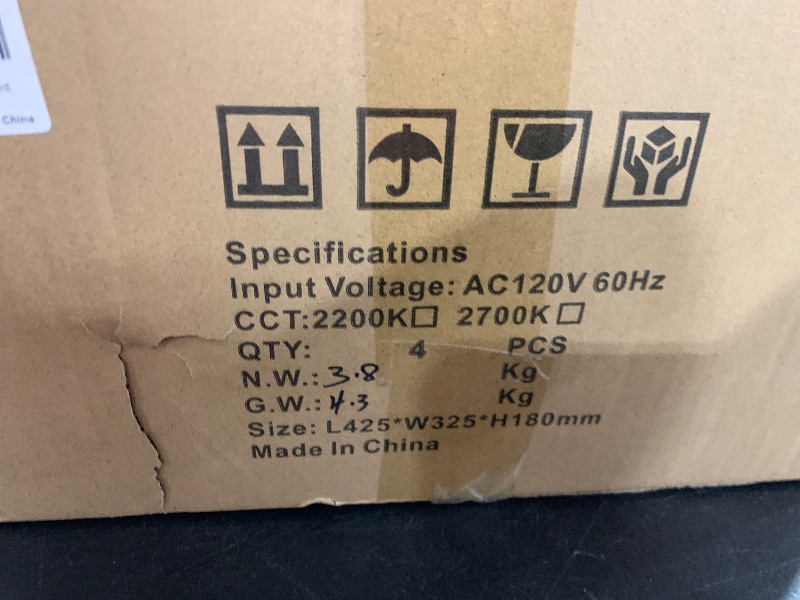 China
Specifications
Input Voltage: AC120V 60Hz
CCT:2200K□ 2700K□
QTY: 4 PCS
N.W.: 3.8 Kg
G.W.: 4.3 Kg
Size: L425*W325*H180mm
Made In China